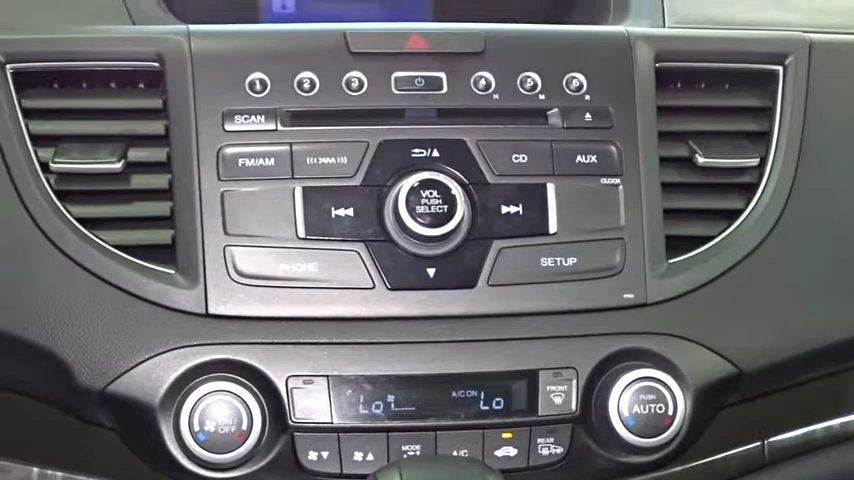 1 2 3 4 5 6
H M R
SCAN
FM/AM
CD AUX
CLOCK
VOL
PUSH
SELECT
PHONE
SETUP
Lo A/C ON Lo
FRONT
ON/
OFF
PUSH
AUTO
MODE
A/C
REAR